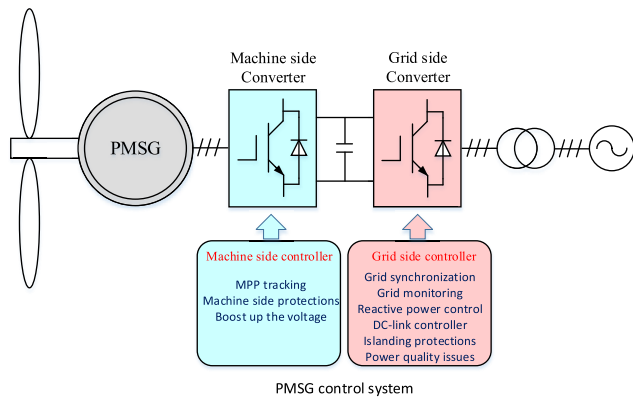 Machine side
Converter
Grid side
Converter
PMSG
Machine side controller
MPP tracking
Machine side protections
Boost up the voltage
Grid side controller
Grid synchronization
Grid monitoring
Reactive power control
DC-link controller
Islanding protections
Power quality issues
PMSG control system